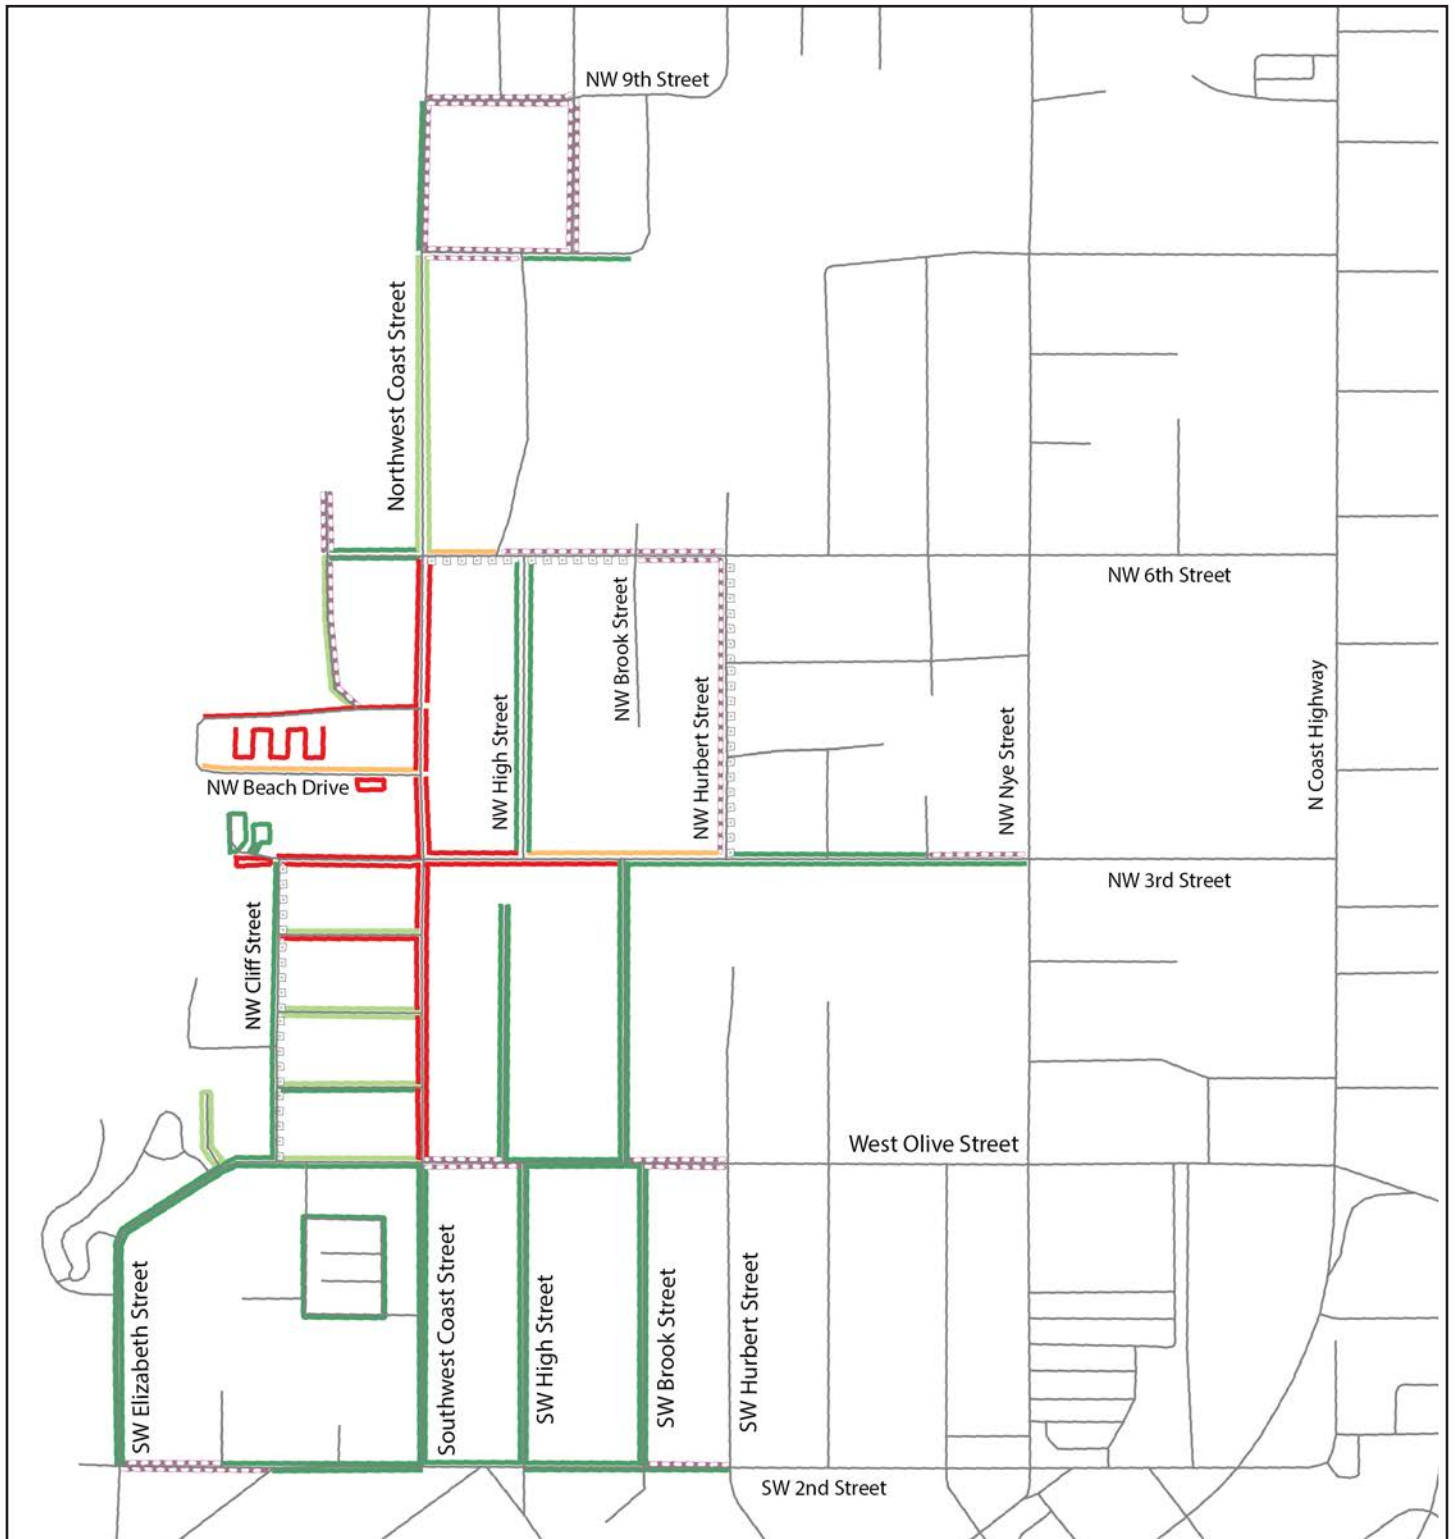 NW 9th Street
Northwest Coast Street
NW 6th Street
NW Brook Street
NW High Street
NW Hurbert Street
NW Nye Street
N Coast Highway
NW Beach Drive
NW 3rd Street
NW Cliff Street
West Olive Street
SW Elizabeth Street
Southwest Coast Street
SW High Street
SW Brook Street
SW Hurbert Street
SW 2nd Street